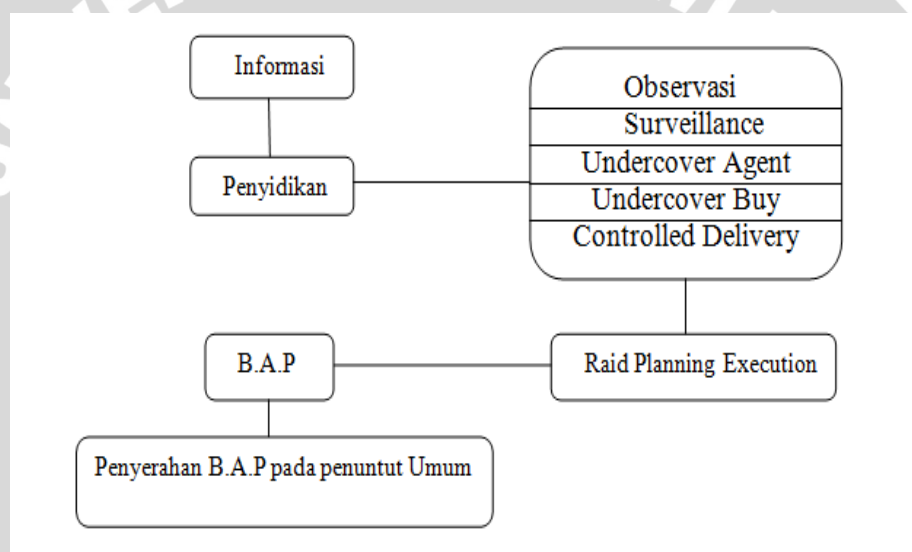 Informasi
Penyidikan
Observasi
Surveillance
Undercover Agent
Undercover Buy
Controlled Delivery
Raid Planning Execution
B.A.P
Penyerahan B.A.P pada penuntut Umum